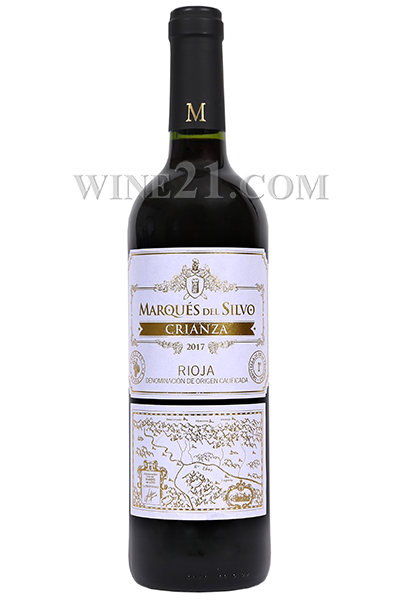 M
WINE21.COM
MARQUÉS DEL SILVO
CRIANZA
2017
RIOJA
DENOMINACIÓN DE ORIGEN CALIFICADA